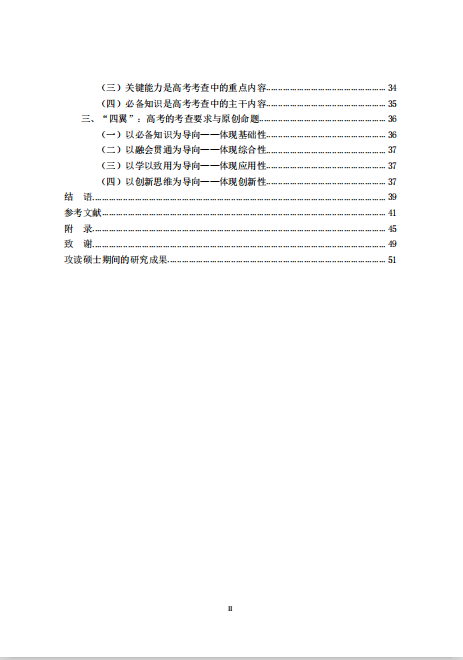 （三）关键能力是高考考查中的重点内容................................................ 34
（四）必备知识是高考考查中的主干内容................................................ 35
三、“四翼”：高考的考查要求与原创命题................................................ 36
（一）以必备知识为导向——体现基础性................................................ 36
（二）以融会贯通为导向——体现综合性................................................ 37
（三）以学以致用为导向——体现应用性................................................ 37
（四）以创新思维为导向——体现创新性................................................ 37
结　语................................................ 39
参考文献................................................ 41
附　录................................................ 45
致　谢................................................ 49
攻读硕士期间的研究成果................................................ 51
II